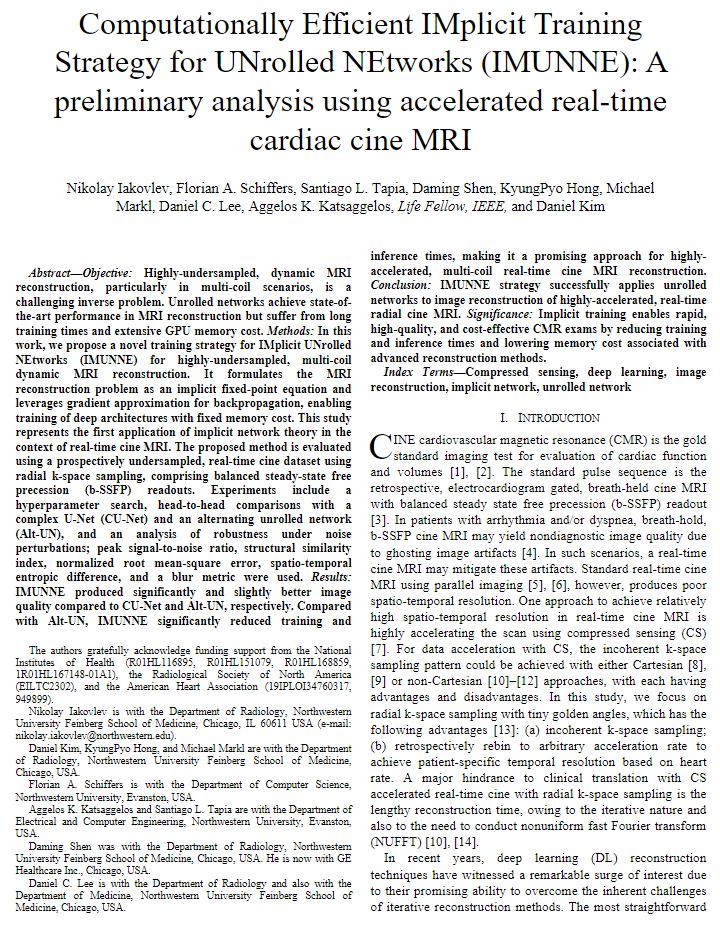 Computationally Efficient IMplicit Training
Strategy for UNrolled NEtworks (IMUNNE): A
preliminary analysis using accelerated real-time
cardiac cine MRI
Nikolay Iakovlev, Florian A. Schiffers, Santiago L. Tapia, Daming Shen, KyungPyo Hong, Michael
Markl, Daniel C. Lee, Aggelos K. Katsaggelos, Life Fellow, IEEE, and Daniel Kim
Abstract—Objective: Highly-undersampled, dynamic MRI
reconstruction, particularly in multi-coil scenarios, is a
challenging inverse problem. Unrolled networks achieve state-of-
the-art performance in MRI reconstruction but suffer from long
training times and extensive GPU memory cost. Methods: In this
work, we propose a novel training strategy for IMplicit UNrolled
NEtworks (IMUNNE) for highly-undersampled, multi-coil
dynamic MRI reconstruction. It formulates the MRI
reconstruction problem as an implicit fixed-point equation and
leverages gradient approximation for backpropagation, enabling
training of deep architectures with fixed memory cost. This study
represents the first application of implicit network theory in the
context of real-time cine MRI. The proposed method is evaluated
using a prospectively undersampled, real-time cine dataset using
radial k-space sampling, comprising balanced steady-state free
precession (b-SSFP) readouts. Experiments include a
hyperparameter search, head-to-head comparisons with a
complex U-Net (CU-Net) and an alternating unrolled network
(Alt-UN), and an analysis of robustness under noise
perturbations; peak signal-to-noise ratio, structural similarity
index, normalized root mean-square error, spatio-temporal
entropic difference, and a blur metric were used. Results:
IMUNNE produced significantly and slightly better image
quality compared to CU-Net and Alt-UN, respectively. Compared
with Alt-UN, IMUNNE significantly reduced training and
The authors gratefully acknowledge funding support from the National
Institutes of Health (R01HL116895, R01HL151079, R01HL168859,
1R01HL167148-01A1), the Radiological Society of North America
(EILTC2302), and the American Heart Association (19IPLOI34760317,
949899).
Nikolay Iakovlev is with the Department of Radiology, Northwestern
University Feinberg School of Medicine, Chicago, IL 60611 USA (e-mail:
nikolay.iakovlev@northwestern.edu).
Daniel Kim, KyungPyo Hong, and Michael Markl are with the Department
of Radiology, Northwestern University Feinberg School of Medicine,
Chicago, USA.
Florian A. Schiffers is with the Department of Computer Science,
Northwestern University, Evanston, USA.
Aggelos K. Katsaggelos and Santiago L. Tapia are with the Department of
Electrical and Computer Engineering, Northwestern University, Evanston,
USA.
Daming Shen was with the Department of Radiology, Northwestern
University Feinberg School of Medicine, Chicago, USA. He is now with GE
Healthcare Inc., Chicago, USA.
Daniel C. Lee is with the Department of Radiology and also with the
Department of Medicine, Northwestern University Feinberg School of
Medicine, Chicago, USA.
inference times, making it a promising approach for highly-
accelerated, multi-coil real-time cine MRI reconstruction.
Conclusion: IMUNNE strategy successfully applies unrolled
networks to image reconstruction of highly-accelerated, real-time
radial cine MRI. Significance: Implicit training enables rapid,
high-quality, and cost-effective CMR exams by reducing training
and inference times and lowering memory cost associated with
advanced reconstruction methods.
Index Terms—Compressed sensing, deep learning, image
reconstruction, implicit network, unrolled network
I. INTRODUCTION
CINE cardiovascular magnetic resonance (CMR) is the gold
standard imaging test for evaluation of cardiac function
and volumes [1], [2]. The standard pulse sequence is the
retrospective, electrocardiogram gated, breath-held cine MRI
with balanced steady state free precession (b-SSFP) readout
[3]. In patients with arrhythmia and/or dyspnea, breath-hold,
b-SSFP cine MRI may yield nondiagnostic image quality due
to ghosting image artifacts [4]. In such scenarios, a real-time
cine MRI may mitigate these artifacts. Standard real-time cine
MRI using parallel imaging [5], [6], however, produces poor
spatio-temporal resolution. One approach to achieve relatively
high spatio-temporal resolution in real-time cine MRI is
highly accelerating the scan using compressed sensing (CS)
[7]. For data acceleration with CS, the incoherent k-space
sampling pattern could be achieved with either Cartesian [8],
[9] or non-Cartesian [10]–[12] approaches, with each having
advantages and disadvantages. In this study, we focus on
radial k-space sampling with tiny golden angles, which has the
following advantages [13]: (a) incoherent k-space sampling;
(b) retrospectively rebin to arbitrary acceleration rate to
achieve patient-specific temporal resolution based on heart
rate. A major hindrance to clinical translation with CS
accelerated real-time cine with radial k-space sampling is the
lengthy reconstruction time, owing to the iterative nature and
also to the need to conduct nonuniform fast Fourier transform
(NUFFT) [10], [14].
In recent years, deep learning (DL) reconstruction
techniques have witnessed a remarkable surge of interest due
to their promising ability to overcome the inherent challenges
of iterative reconstruction methods. The most straightforward